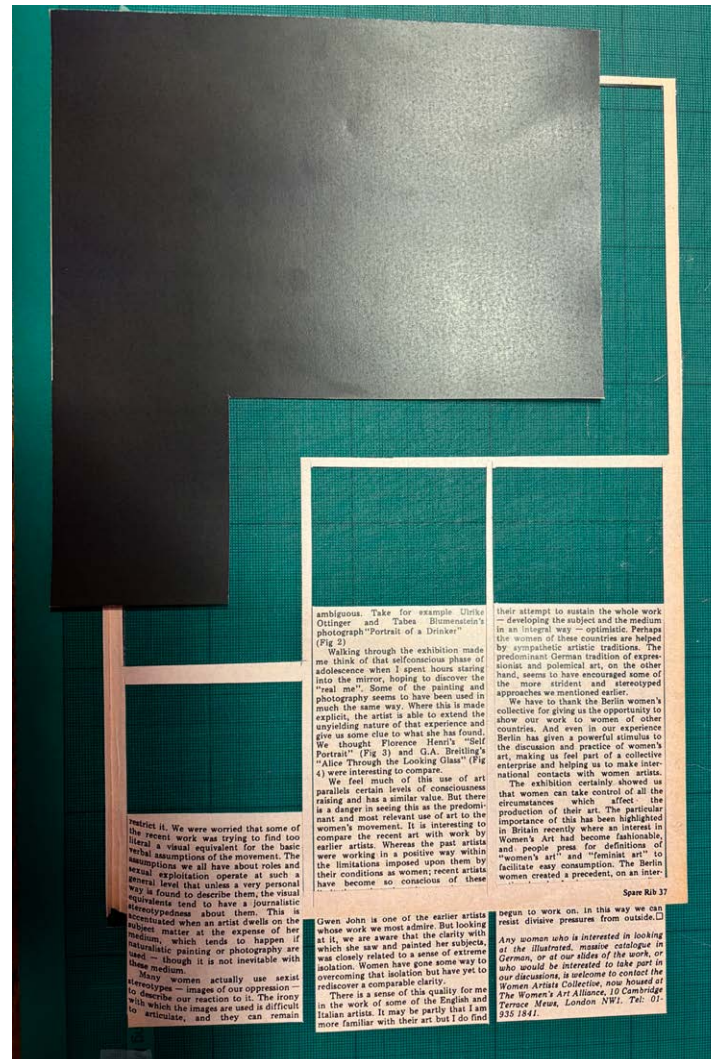 restrict it. We were worried that some of
the recent work was trying to find too
literal a visual equivalent for the basic
verbal assumptions of the movement. The
assumptions we all have about roles and
sexual exploitation operate at such a
general level that unless a very personal
way is found to describe them, the visual
equivalents tend to have a journalistic
stereotypedness about them. This is
accentuated when an artist dwells on the
subject matter at the expense of her
medium, which tends to happen if
naturalistic painting or photography are
used — though it is not inevitable with
these medium.
Many women actually use sexist
stereotypes — images of our oppression —
to describe our reaction to it. The irony
with which the images are used is difficult
to articulate, and they can remain
ambiguous. Take for example Ulrike
Ottinger and Tabea Blumenstein's
photograph "Portrait of a Drinker"
(Fig 2)
Walking through the exhibition made
me think of that selfconscious phase of
adolescence when I spent hours staring
into the mirror, hoping to discover the
"real me". Some of the painting and
photography seems to have been used in
much the same way. Where this is made
explicit, the artist is able to extend the
unyielding nature of that experience and
give us some clue to what she has found.
We thought Florence Henri's "Self
Portrait" (Fig 3) and G.A. Breitling's
"Alice Through the Looking Glass" (Fig
4) were interesting to compare.
We feel much of this use of art
parallels certain levels of consciousness
raising and has a similar value. But there
is a danger in seeing this as the predomi-
nant and most relevant use of art to the
women's movement. It is interesting to
compare the recent art with work by
earlier artists. Whereas the past artists
were working in a positive way within
the limitations imposed upon them by
their conditions as women; recent artists
have become so conscious of these
Gwen John is one of the earlier artists
whose work we most admire. But looking
at it, we are aware that the clarity with
which she saw and painted her subjects,
was closely related to a sense of extreme
isolation. Women have gone some way to
overcoming that isolation but have yet to
rediscover a comparable clarity.
There is a sense of this quality for me
in the work of some of the English and
Italian artists. It may be partly that I am
more familiar with their art but I do find
their attempt to sustain the whole work
— developing the subject and the medium
in an integral way — optimistic. Perhaps
the women of these countries are helped
by sympathetic artistic traditions. The
predominant German tradition of expres-
sionist and polemical art, on the other
hand, seems to have encouraged some of
the more strident and stereotyped
approaches we mentioned earlier.
We have to thank the Berlin women's
collective for giving us the opportunity to
show our work to women of other
countries. And even in our experience
Berlin has given a powerful stimulus to
the discussion and practice of women's
art, making us feel part of a collective
enterprise and helping us to make inter-
national contacts with women artists.
The exhibition certainly showed us
that women can take control of all the
circumstances which affect the
production of their art. The particular
importance of this has been highlighted
in Britain recently where an interest in
Women's Art had become fashionable,
and people press for definitions of
"women's art" and "feminist art" to
facilitate easy consumption. The Berlin
women created a precedent, on an inter-
Spare Rib 37
begun to work on. In this way we can
resist divisive pressures from outside.☐
Any woman who is interested in looking
at the illustrated, massive catalogue in
German, or at our slides of the work, or
who would be interested to take part in
our discussions, is welcome to contact the
Women Artists Collective, now housed at
The Women's Art Alliance, 10 Cambridge
Terrace Mews, London NW1. Tel: 01-
935 1841.